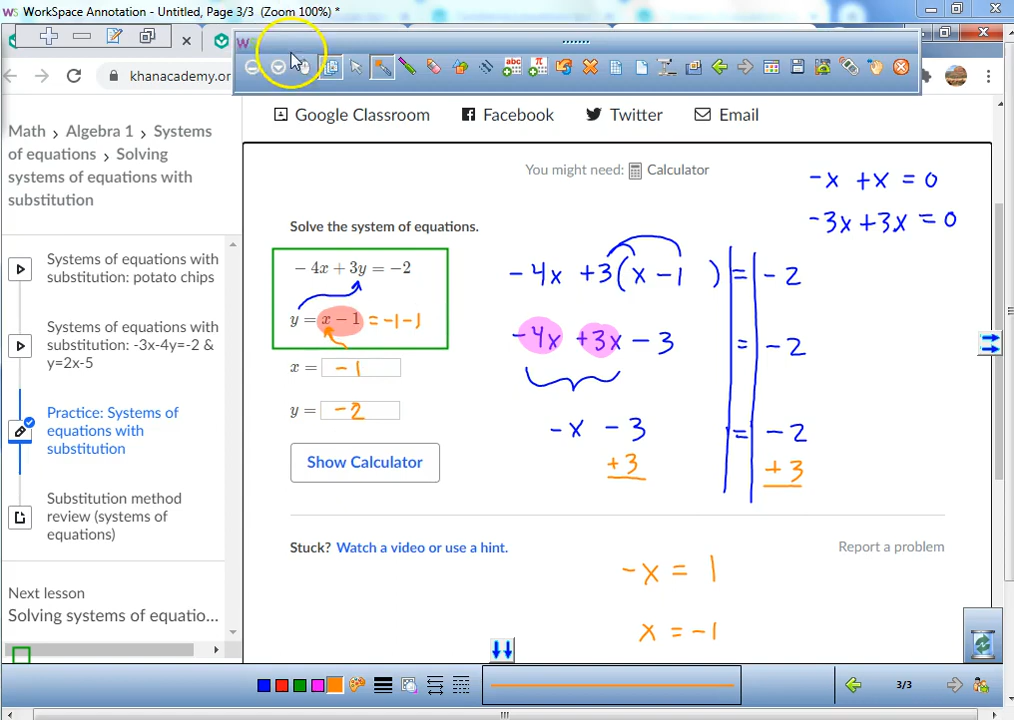 WS WorkSpace Annotation - Untitled, Page 3/3 (Zoom 100%) *
WS
khanacademy.or
abc
π
Google Classroom
Facebook
Twitter
Email
Math › Algebra 1 › Systems
of equations › Solving
systems of equations with
substitution
You might need: Calculator
Solve the system of equations.
- 4x + 3y = -2
y = x - 1 = -1-1
x = -1
y = -2
Show Calculator
-4x +3(x -1 ) = -2
-4x +3x - 3 = -2
-x - 3 = -2
+3 +3
-x = 1
x = -1
-x +x = 0
-3x+3x = 0
Systems of equations with
substitution: potato chips
Systems of equations with
substitution: -3x-4y=-2 &
y=2x-5
Practice: Systems of
equations with
substitution
Substitution method
review (systems of
equations)
Stuck? Watch a video or use a hint.
Report a problem
Next lesson
Solving systems of equatio...
3/3